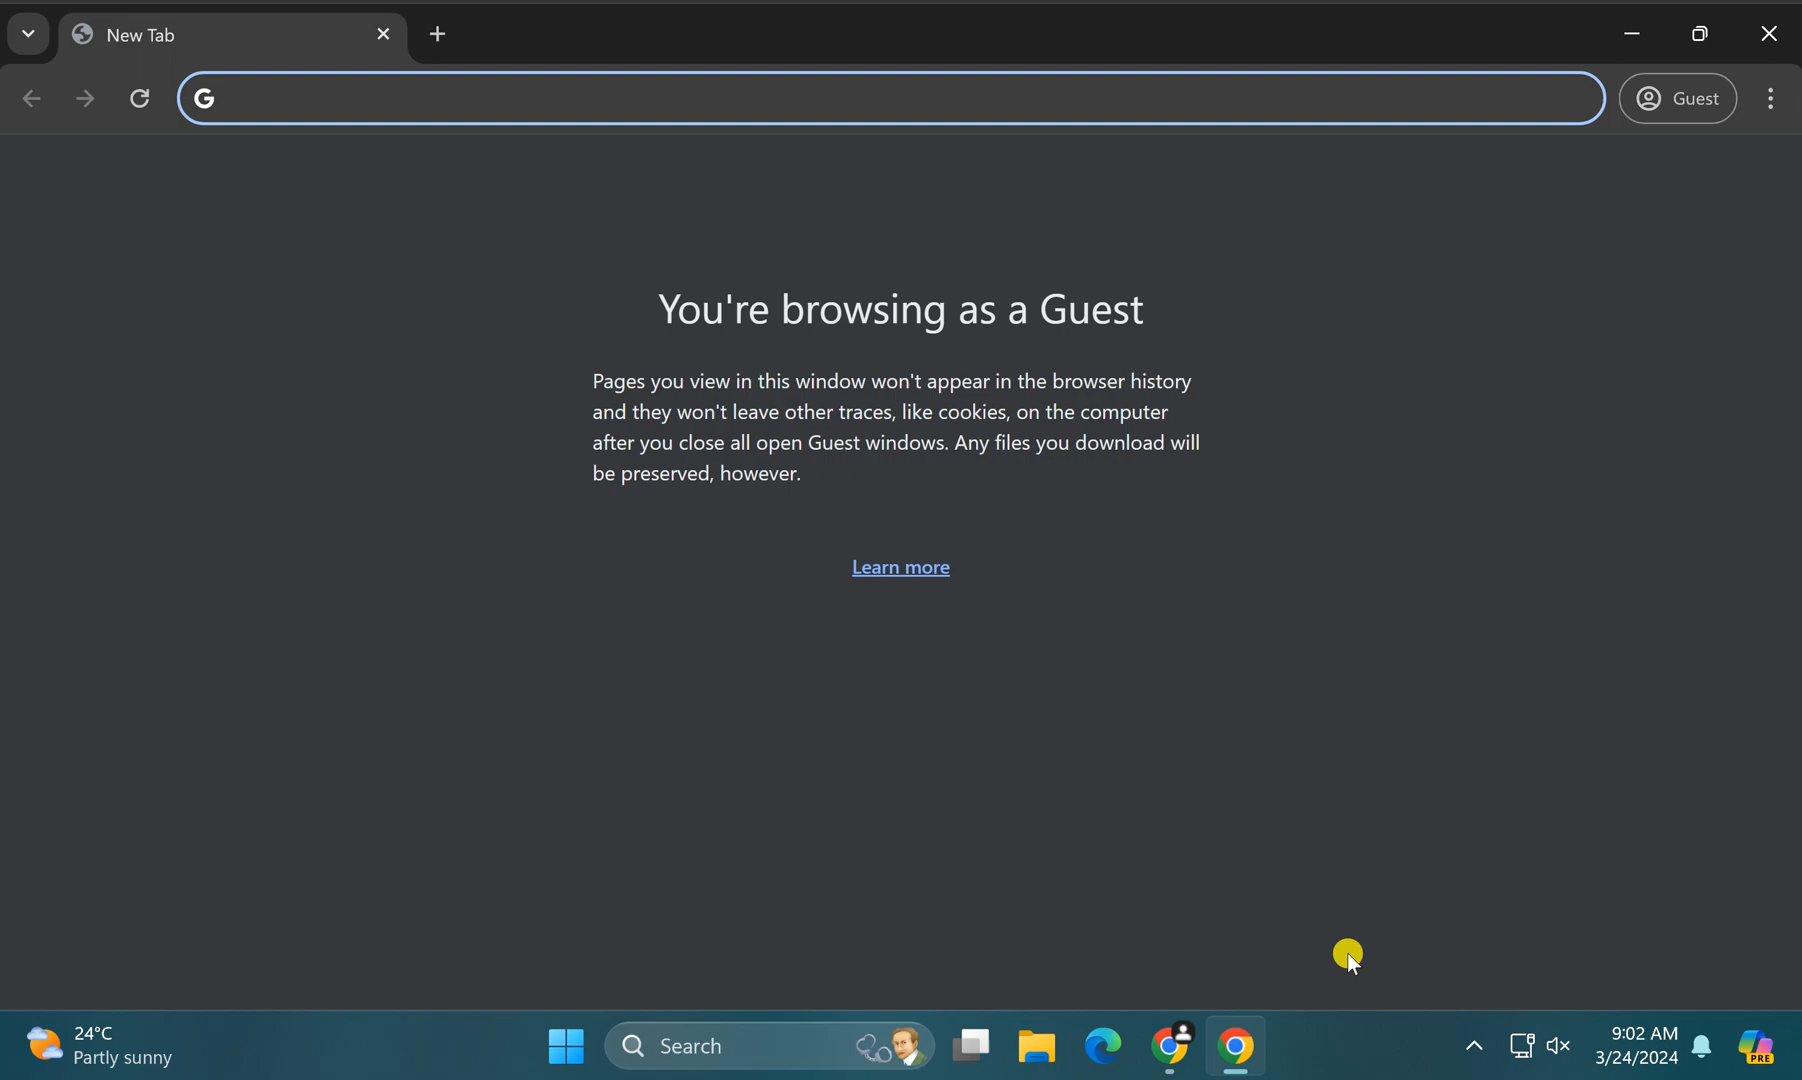 New Tab
Guest
You're browsing as a Guest
Pages you view in this window won't appear in the browser history
and they won't leave other traces, like cookies, on the computer
after you close all open Guest windows. Any files you download will
be preserved, however.
Learn more
24°C
Partly sunny
Search
9:02 AM
3/24/2024
PRE